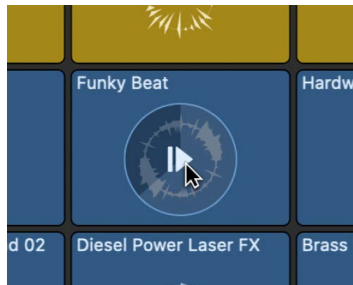 Funky Beat
Hardw
d 02
Diesel Power Laser FX
Brass